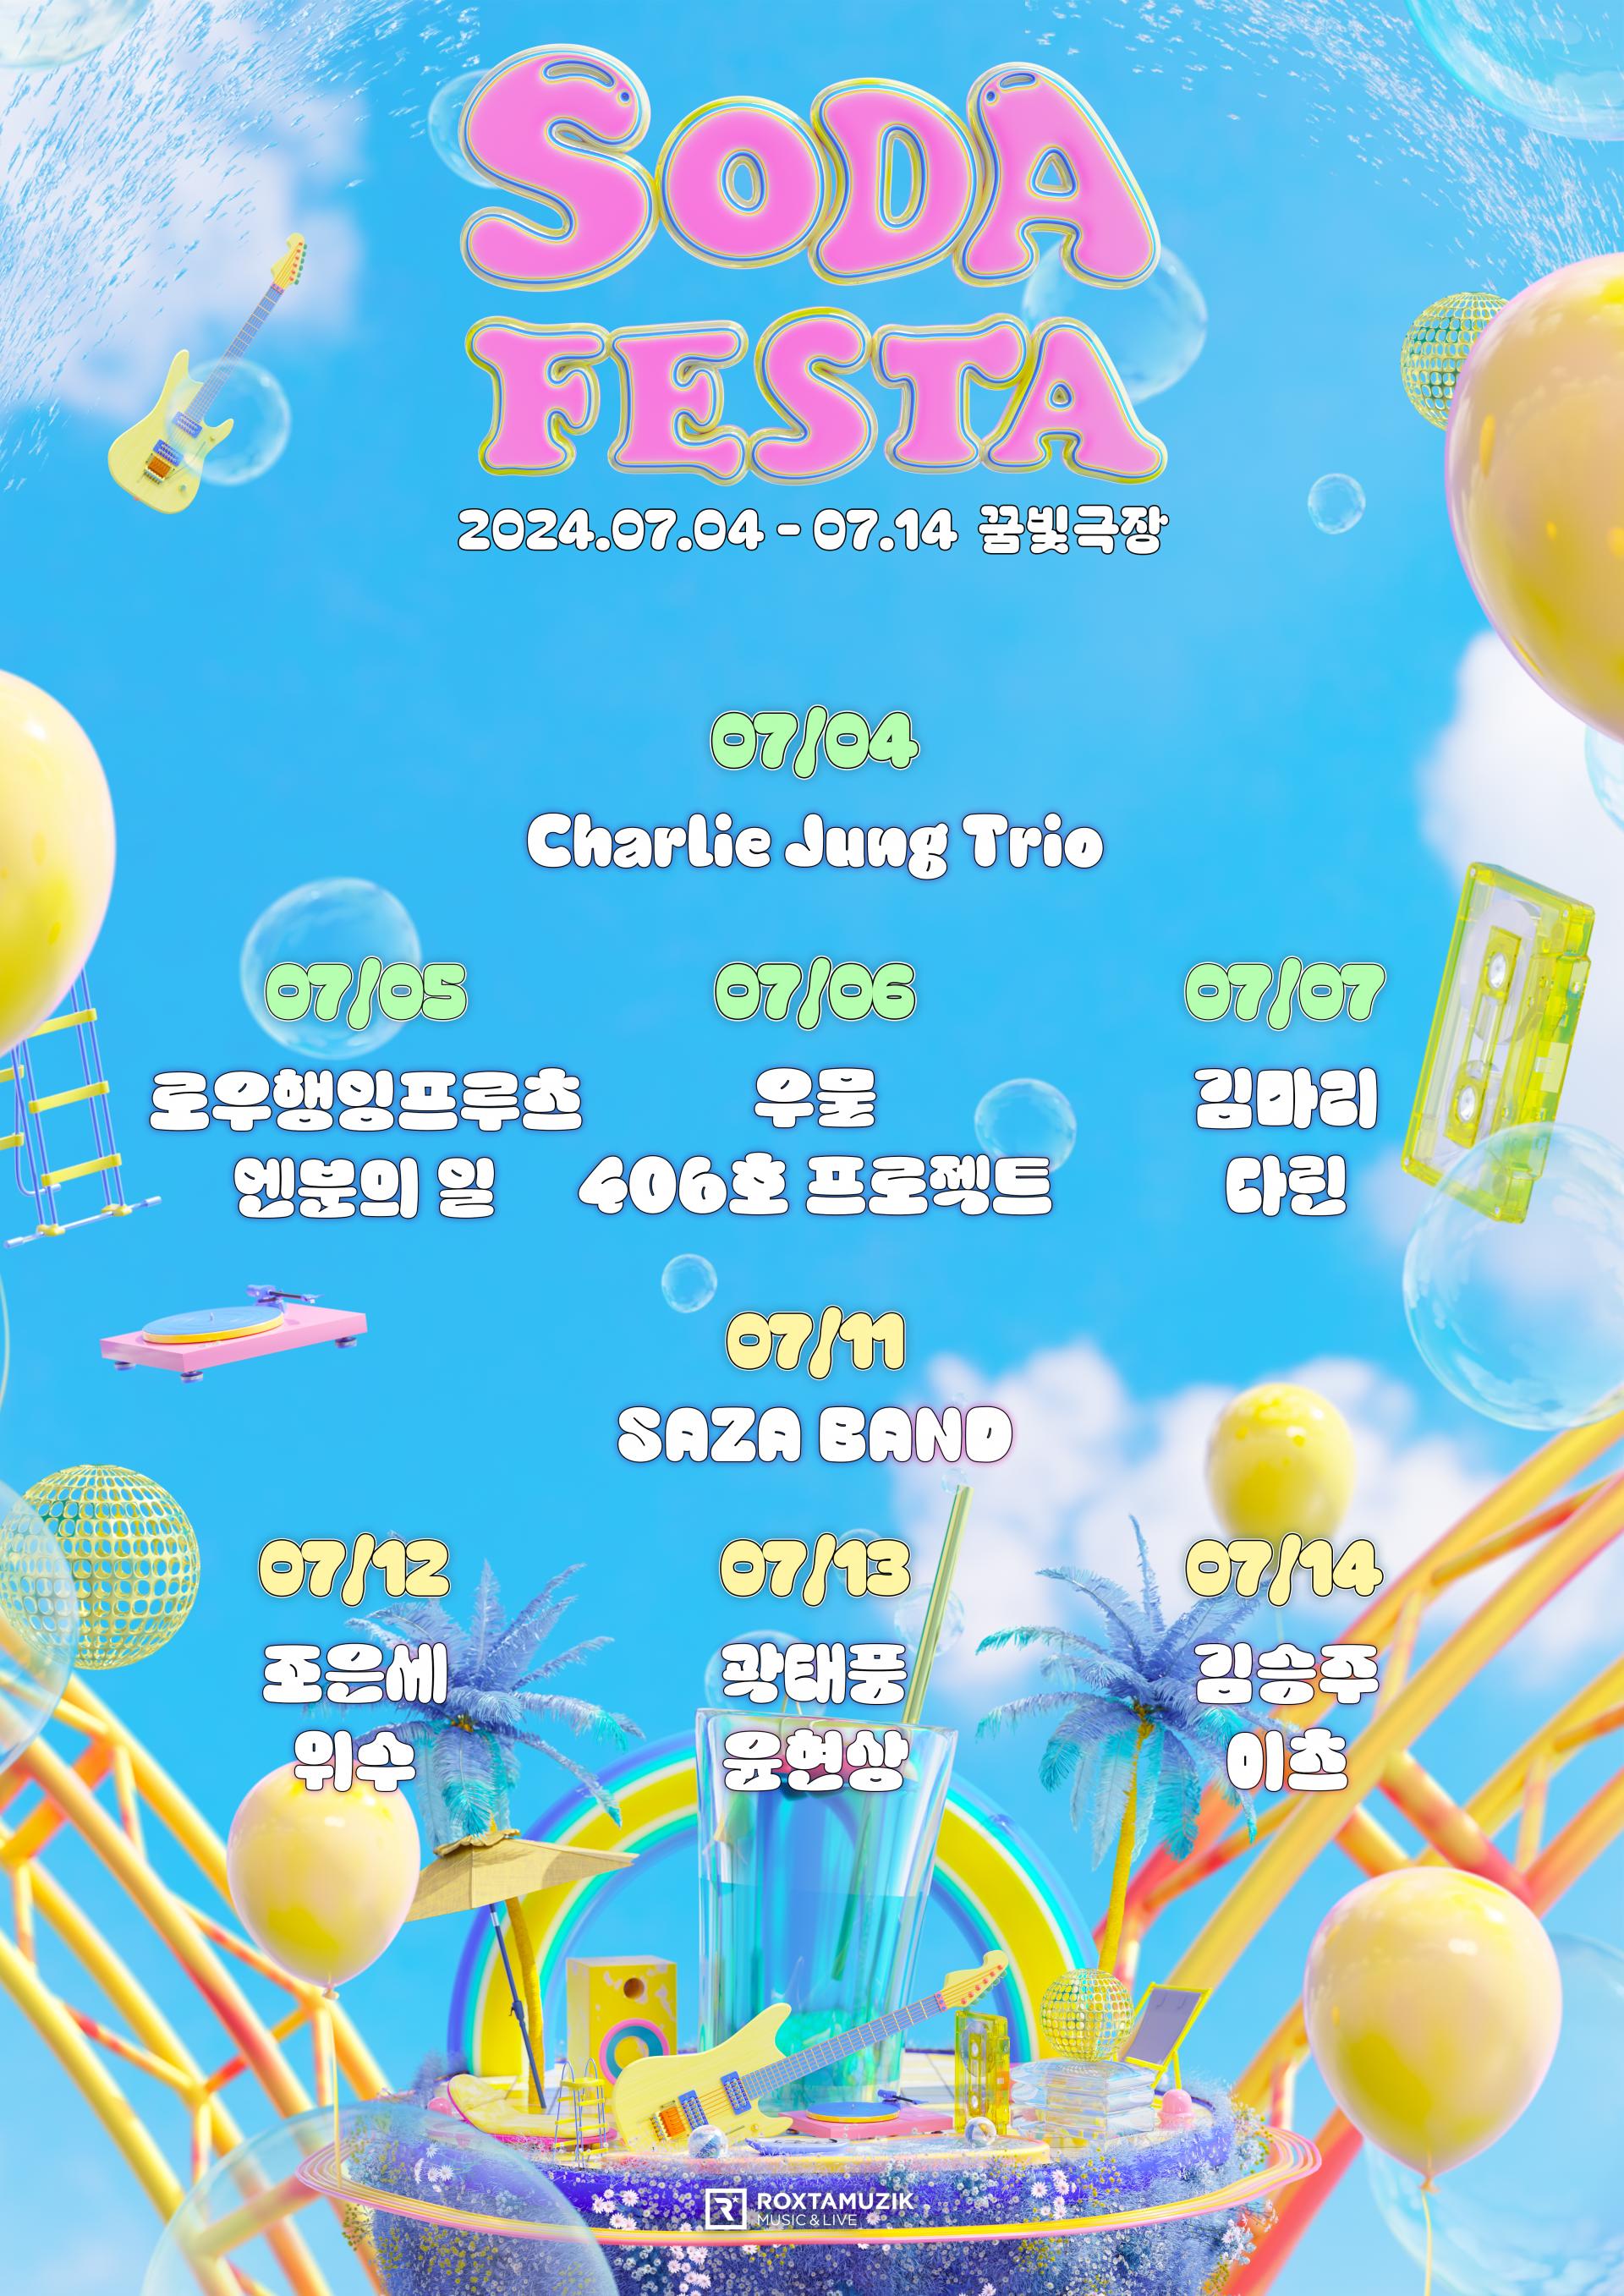 SODA
FESTA
2024.07.04 - 07.14 꿈빛극장
07/04
Charlie Jung Trio
07/05
로우행잉프루츠
엔분의 일
07/06
우물
406호 프로젝트
07/07
김마리
다린
07/11
SAZA BAND
07/12
조은세
위수
07/13
광태풍
윤현상
07/14
김승주
이츠
R
ROXTAMUZIK
MUSIC & LIVE